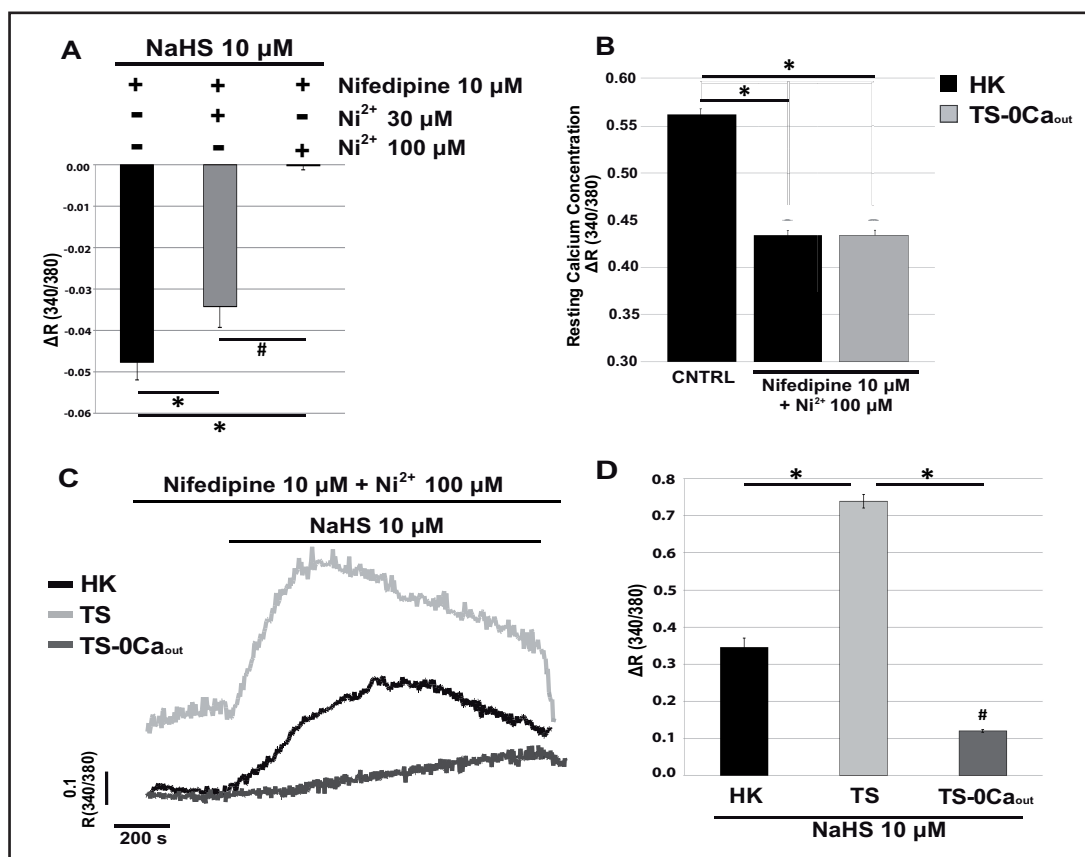 A
NaHS 10 µM
+ + + Nifedipine 10 µM
- + - Ni²⁺ 30 µM
- - + Ni²⁺ 100 µM
0.00
-0.01
-0.02
-0.03
-0.04
-0.05
-0.06
ΔR (340/380)
#
*
*
B
Resting Calcium Concentration
ΔR (340/380)
0.60
0.55
0.50
0.45
0.40
0.35
0.30
*
*
HK
TS-0Caout
CNTRL
Nifedipine 10 µM
+ Ni²⁺ 100 µM
C
Nifedipine 10 µM + Ni²⁺ 100 µM
NaHS 10 µM
HK
TS
TS-0Caout
0.1
R(340/380)
200 s
D
ΔR (340/380)
0.8
0.7
0.6
0.5
0.4
0.3
0.2
0.1
0.0
* *
#
HK TS TS-0Caout
NaHS 10 µM